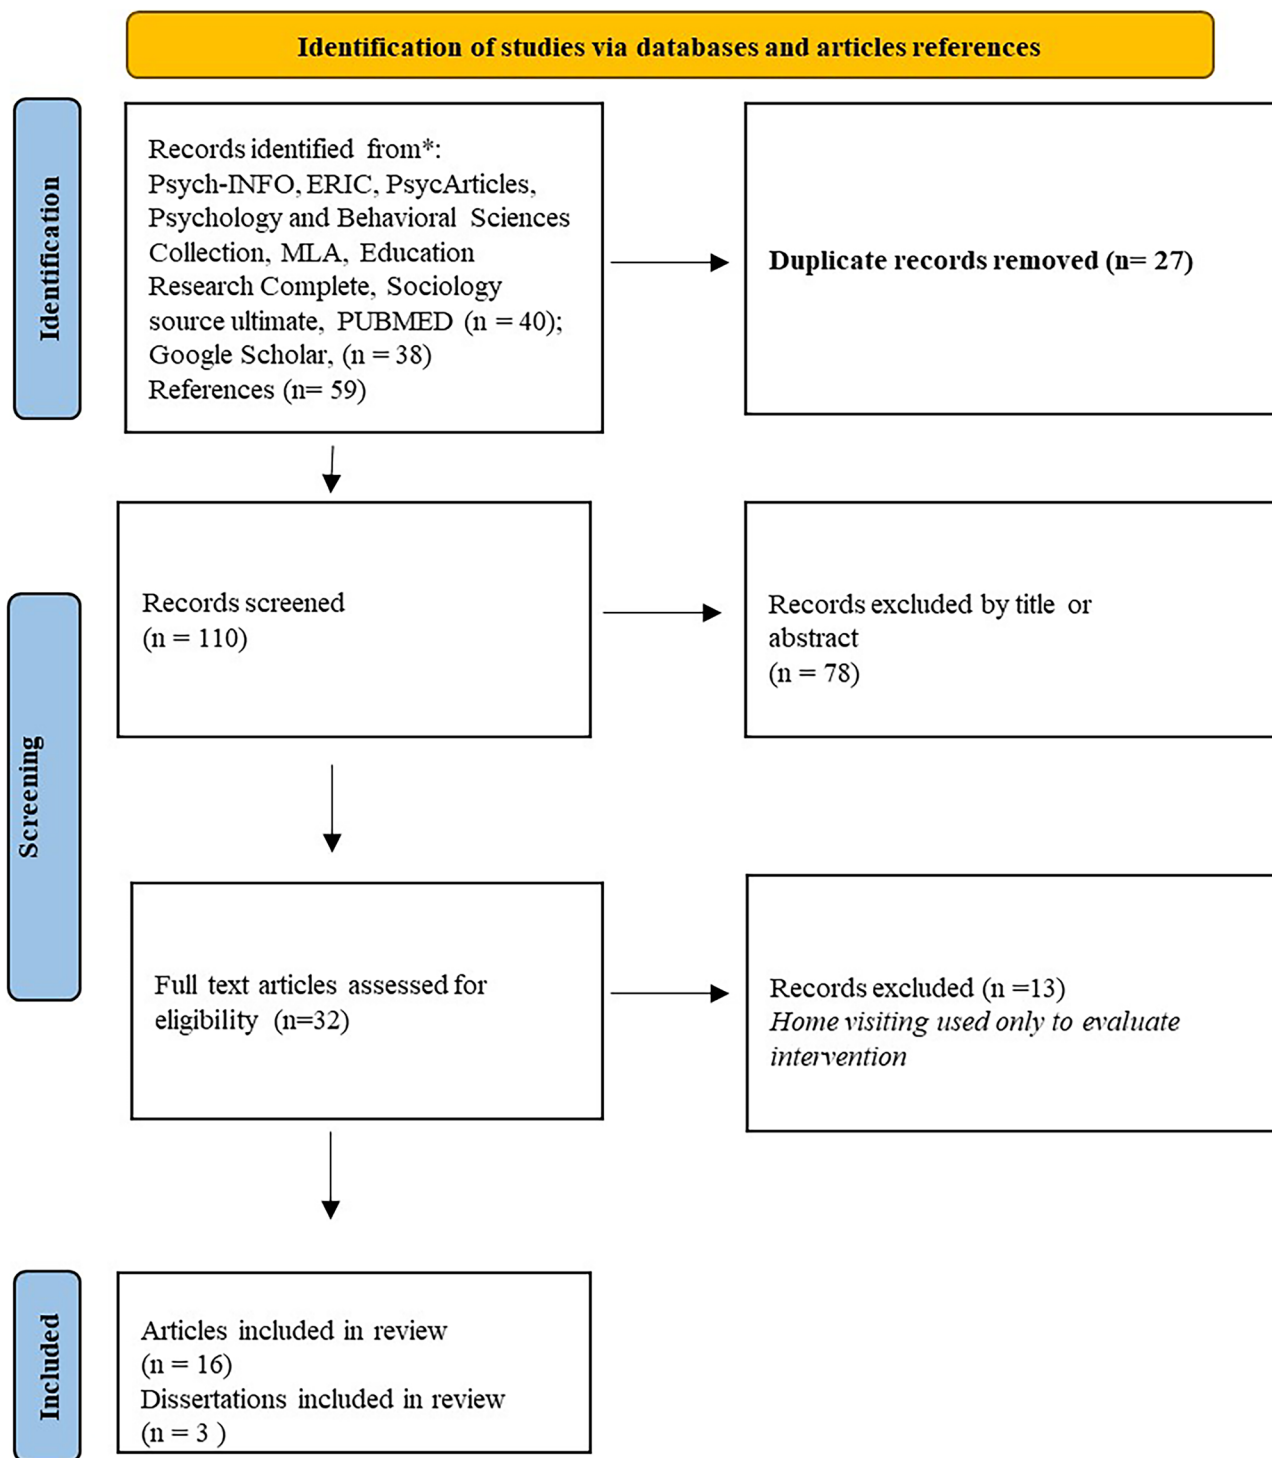 Identification of studies via databases and articles references
Identification
Records identified from*:
Psych-INFO, ERIC, PsycArticles,
Psychology and Behavioral Sciences
Collection, MLA, Education
Research Complete, Sociology
source ultimate, PUBMED (n = 40);
Google Scholar, (n = 38)
References (n= 59)
Duplicate records removed (n= 27)
Screening
Records screened
(n = 110)
Records excluded by title or
abstract
(n = 78)
Full text articles assessed for
eligibility (n=32)
Records excluded (n =13)
Home visiting used only to evaluate
intervention
Included
Articles included in review
(n = 16)
Dissertations included in review
(n = 3 )